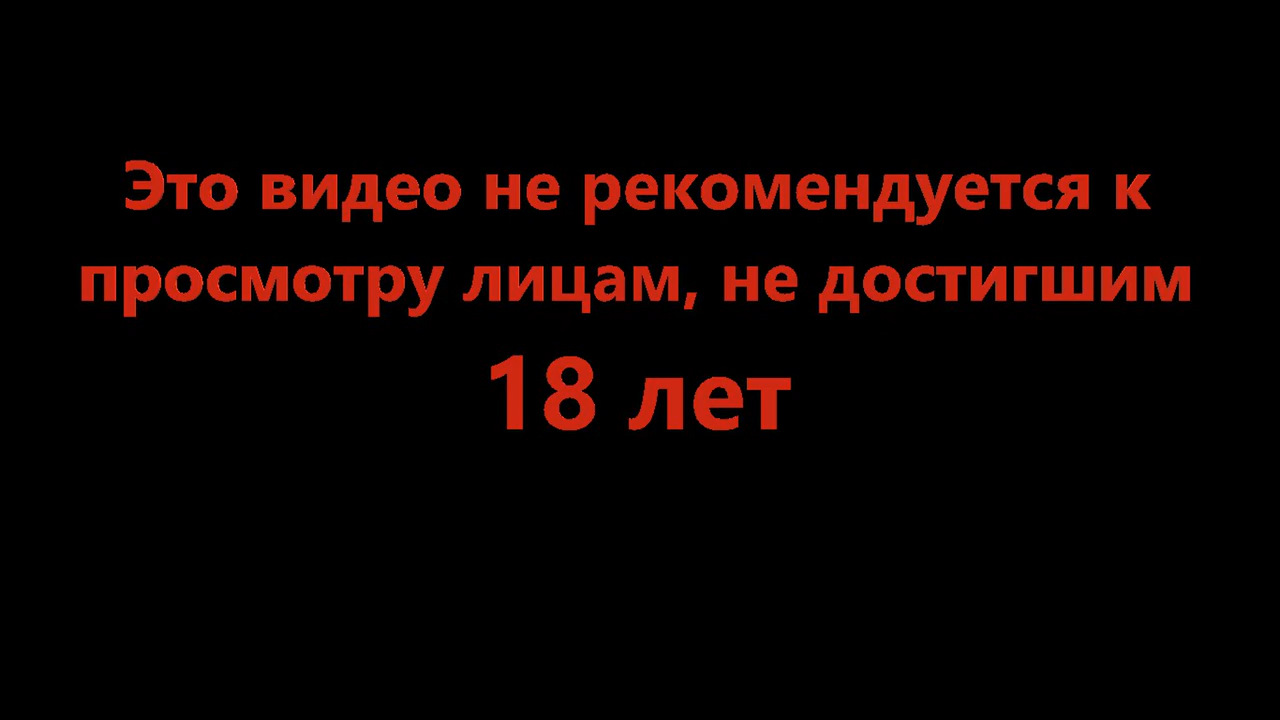 Это видео не рекомендуется к
просмотру лицам, не достигшим
18 лет